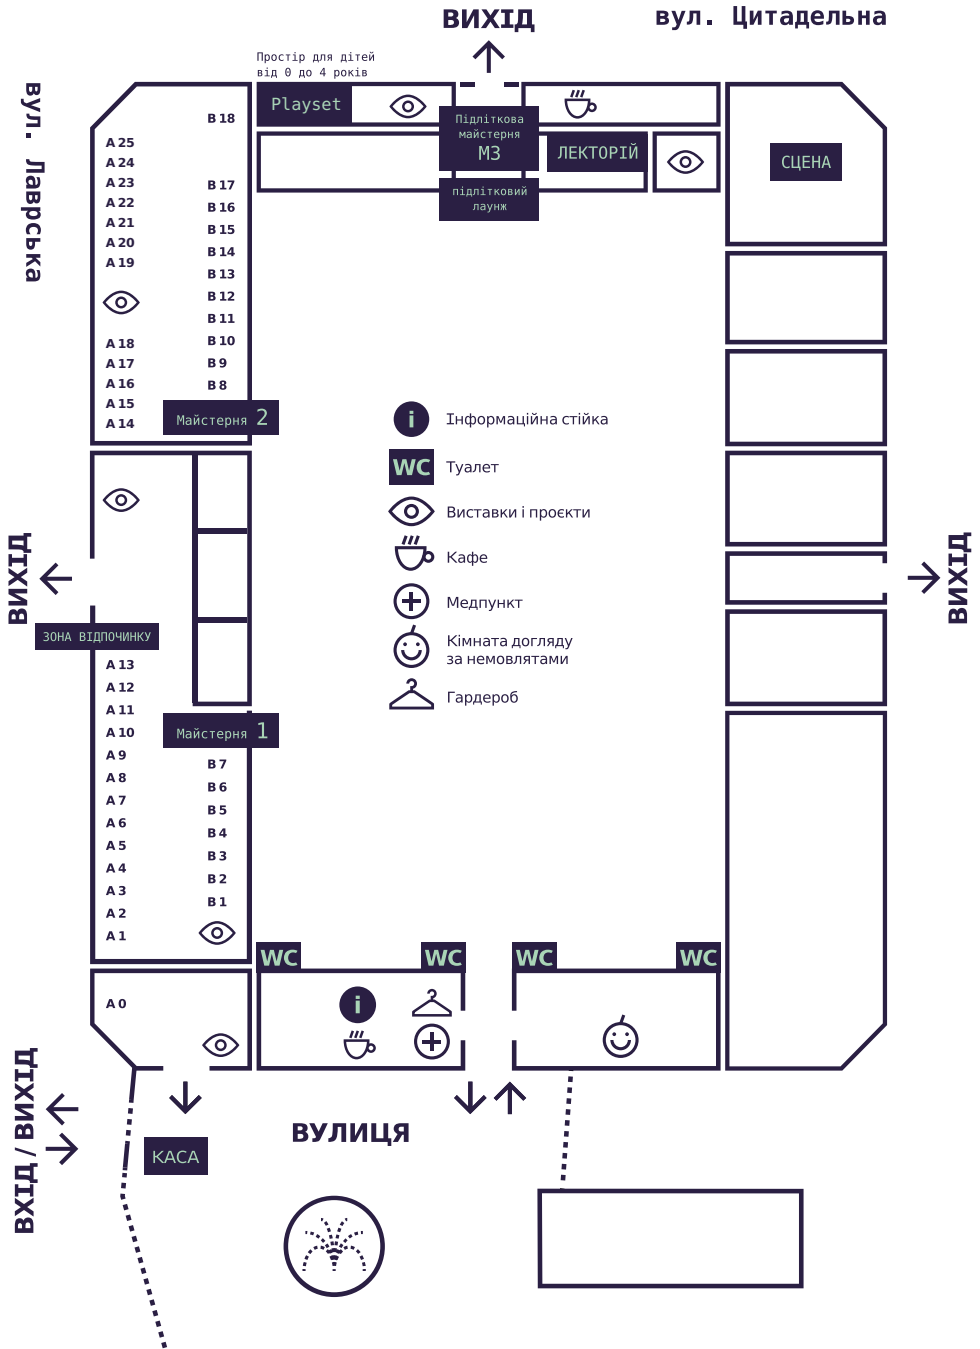 ВИХІД
вул. Цитадельна
Простір для дітей
від 0 до 4 років
Playset
Підліткова
майстерня
М3
ЛЕКТОРІЙ
підлітковий
лаунж
СЦЕНА
вул. Лаврська
В 18
А 25
А 24
А 23
А 22
А 21
А 20
А 19
В 17
В 16
В 15
В 14
В 13
В 12
В 11
В 10
В 9
В 8
А 18
А 17
А 16
А 15
А 14
Майстерня 2
i Інформаційна стійка
WC Туалет
Виставки і проєкти
Кафе
Медпункт
Кімната догляду
за немовлятами
Гардероб
ВИХІД
ВИХІД
ЗОНА ВІДПОЧИНКУ
А 13
А 12
А 11
А 10
А 9
А 8
А 7
А 6
А 5
А 4
А 3
А 2
А 1
Майстерня 1
В 7
В 6
В 5
В 4
В 3
В 2
В 1
WC
WC
WC
WC
А 0
i
ВХІД / ВИХІД
КАСА
ВУЛИЦЯ